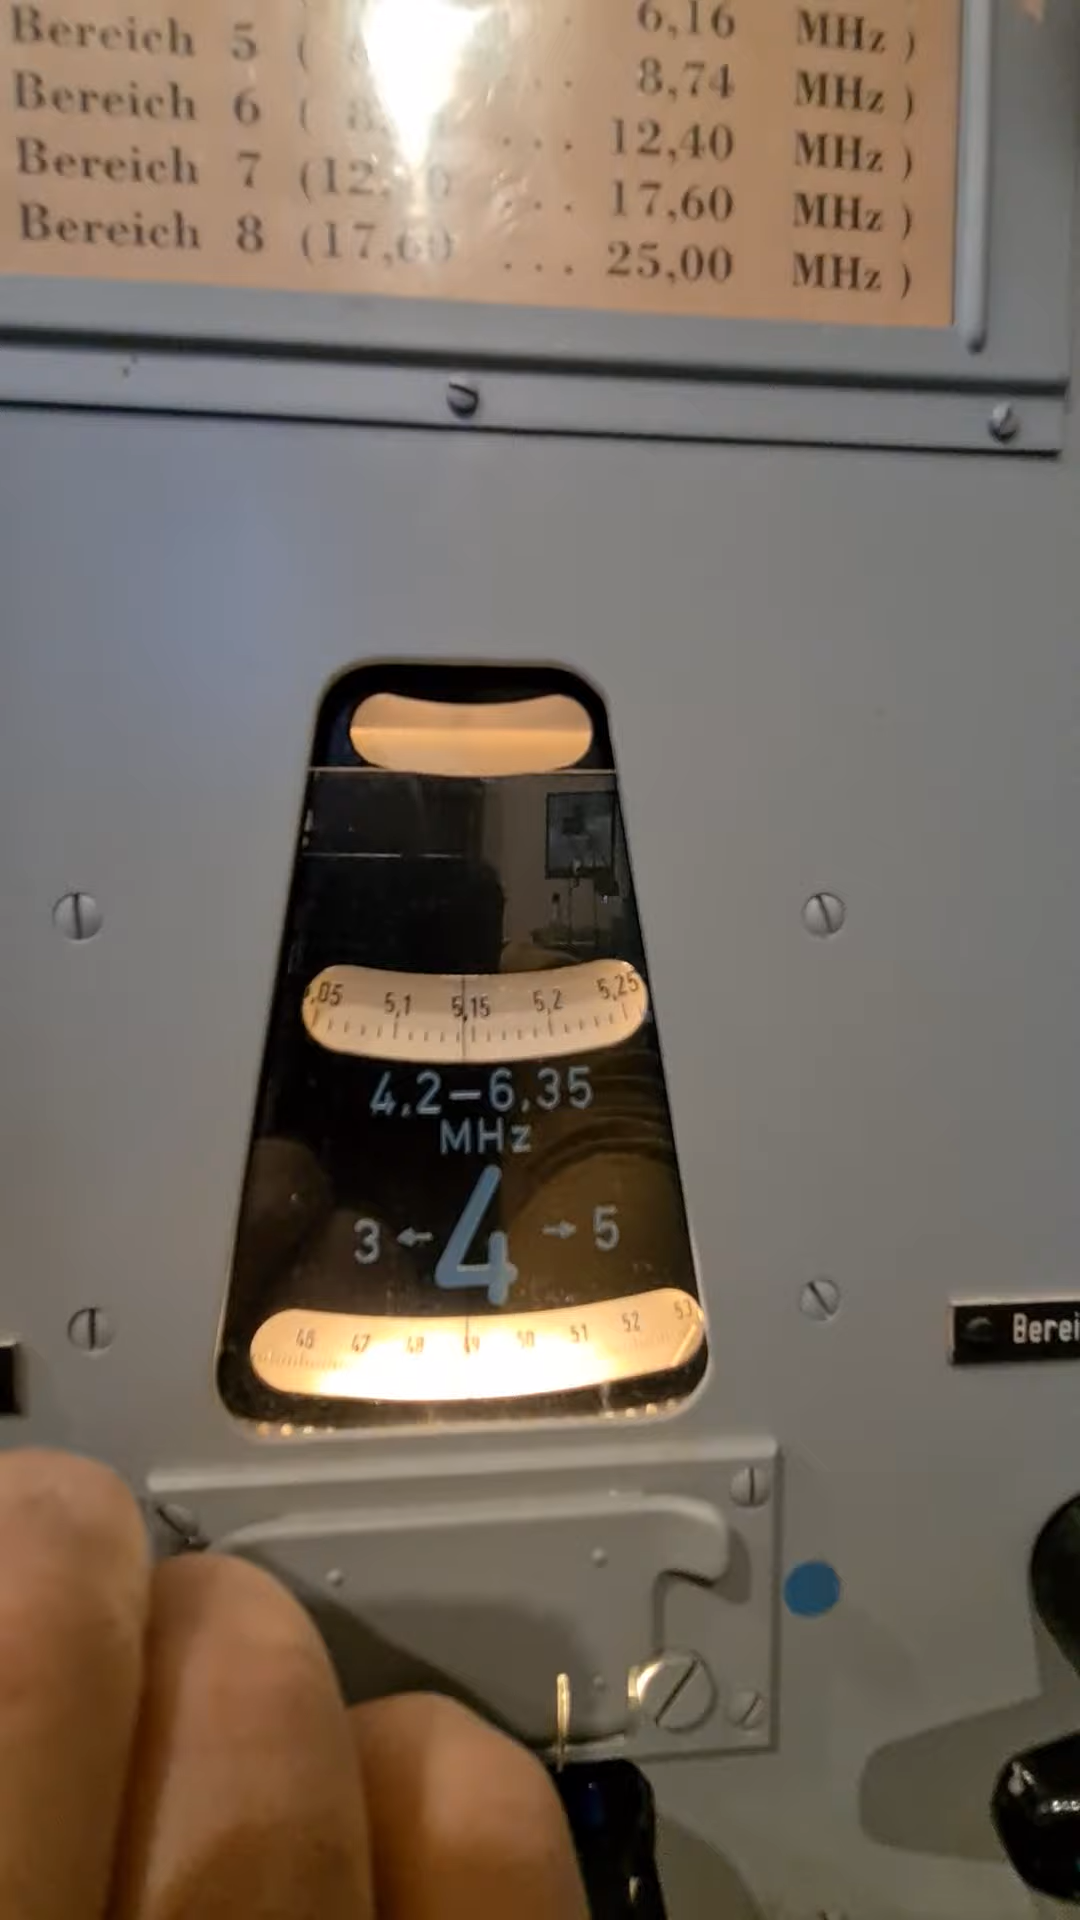 Bereich 5 ( ... 6,16 MHz )
Bereich 6 ( 8, ... 8,74 MHz )
Bereich 7 (12, ... 12,40 MHz )
Bereich 8 (17,60 ... 17,60 MHz )
25,00 MHz )
,05 5,1 5,15 5,2 5,25
4.2–6.35
MHz
3 ← 4 → 5
46 47 48 49 50 51 52 53
Berei